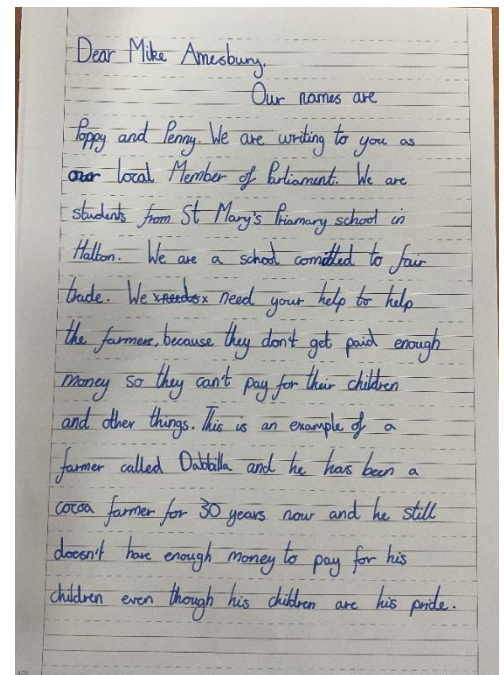 Dear Mike Amesbury,
Our names are
Poppy and Penny. We are writing to you as
our local Member of Parliament. We are
students from St Mary's Priamary school in
Halton. We are a school comitted to fair
trade. We xneedsx need your help to help
the farmers, because they don't get paid enough
money so they can't pay for their children
and other things. This is an example of a
farmer called Dabbilla and he has been a
cocoa farmer for 30 years now and he still
doesn't have enough money to pay for his
children even though his children are his pride.